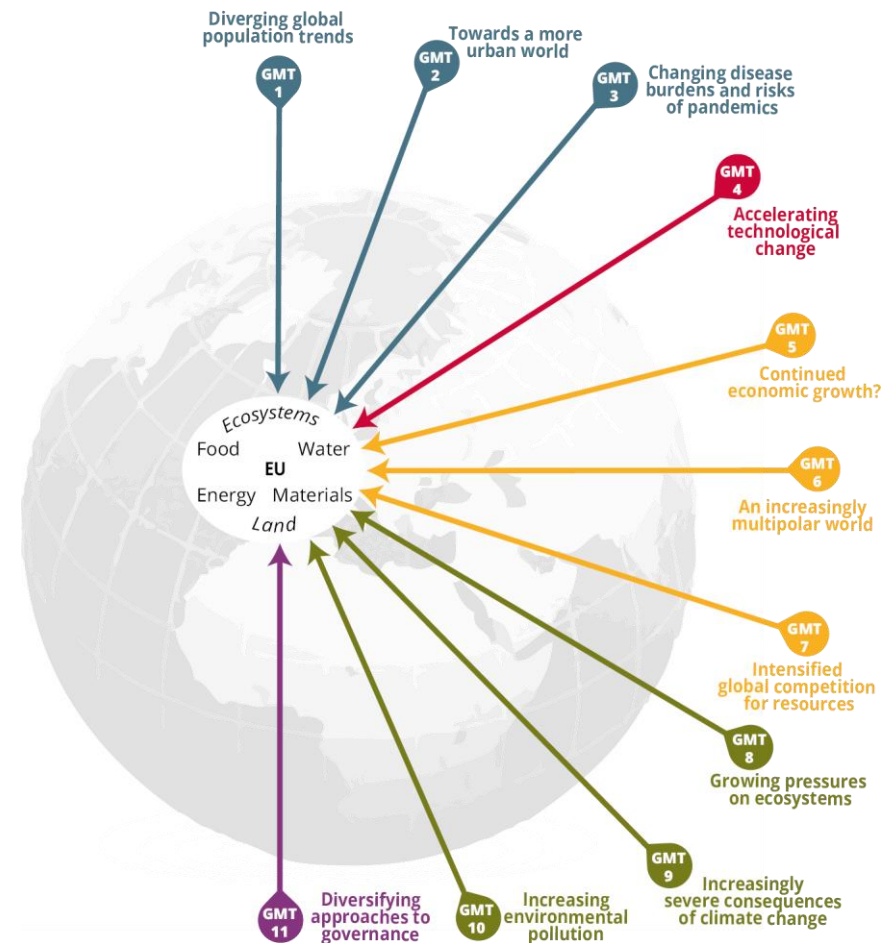 Diverging global
population trends
GMT
1
Towards a more
urban world
GMT
2
Changing disease
burdens and risks
of pandemics
GMT
3
GMT
4
Accelerating
technological
change
GMT
5
Continued
economic growth?
GMT
6
An increasingly
multipolar world
GMT
7
Intensified
global competition
for resources
GMT
8
Growing pressures
on ecosystems
GMT
9
Increasingly
severe consequences
of climate change
GMT
10
Increasing
environmental
pollution
GMT
11
Diversifying
approaches to
governance
Ecosystems
Food Water
EU
Energy Materials
Land